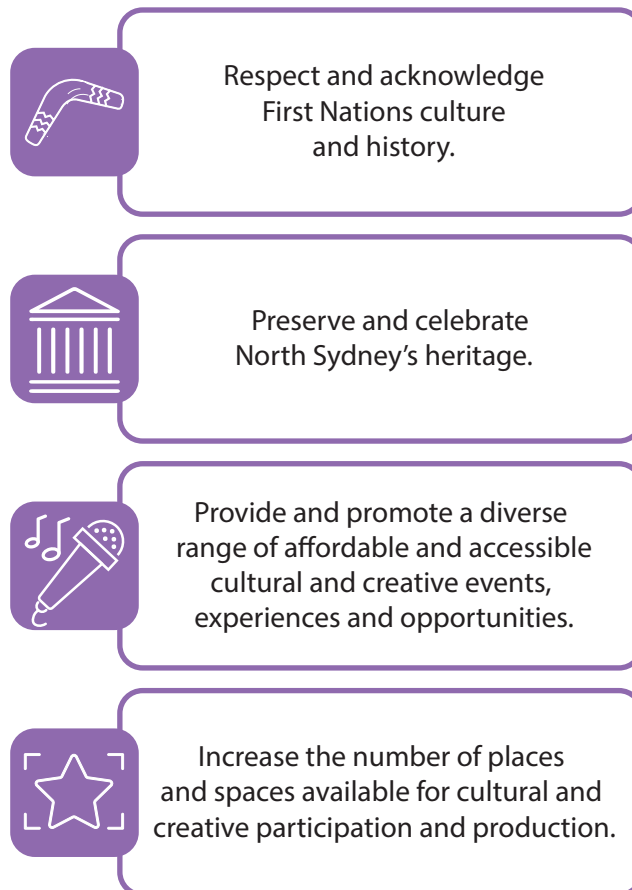 Respect and acknowledge
First Nations culture
and history.
Preserve and celebrate
North Sydney’s heritage.
Provide and promote a diverse
range of affordable and accessible
cultural and creative events,
experiences and opportunities.
Increase the number of places
and spaces available for cultural and
creative participation and production.